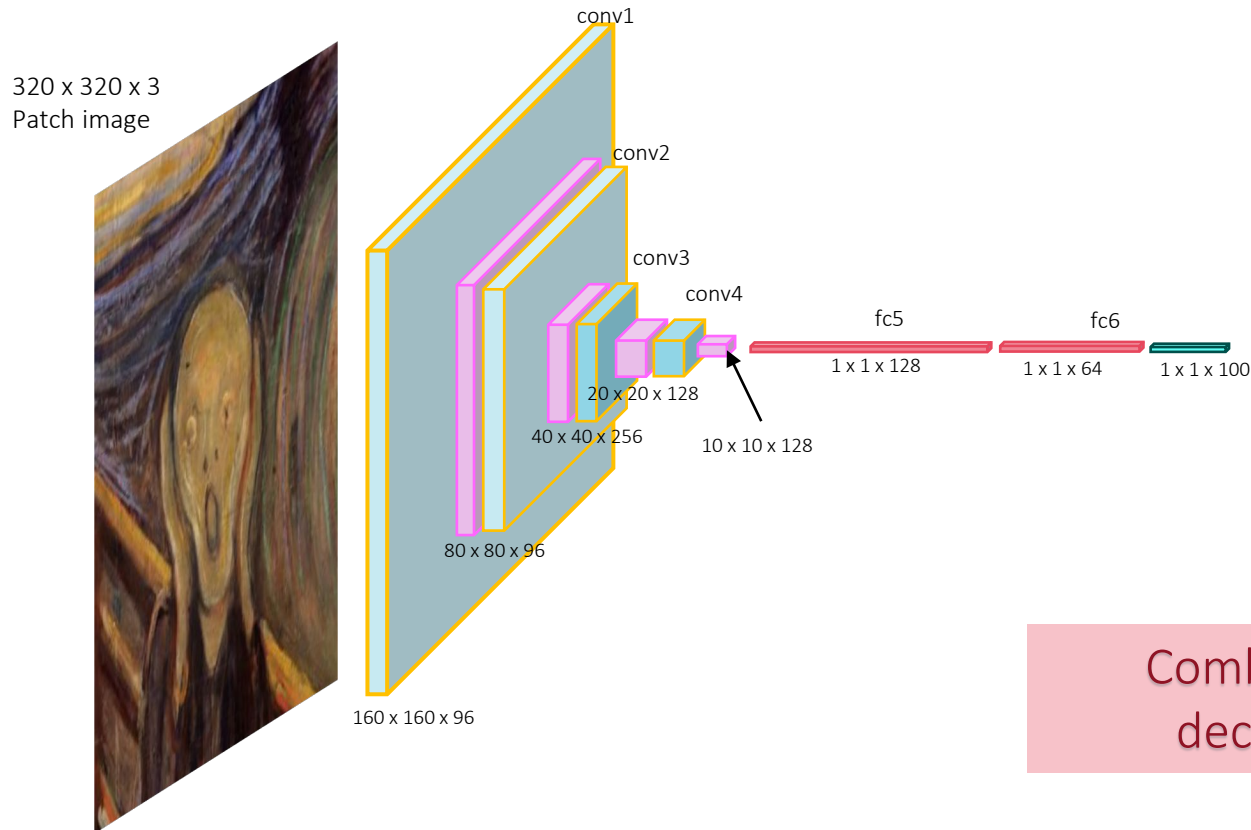 320 x 320 x 3
Patch image
conv1
conv2
conv3
conv4
fc5
fc6
1 x 1 x 128
1 x 1 x 64
1 x 1 x 100
20 x 20 x 128
40 x 40 x 256
10 x 10 x 128
80 x 80 x 96
160 x 160 x 96